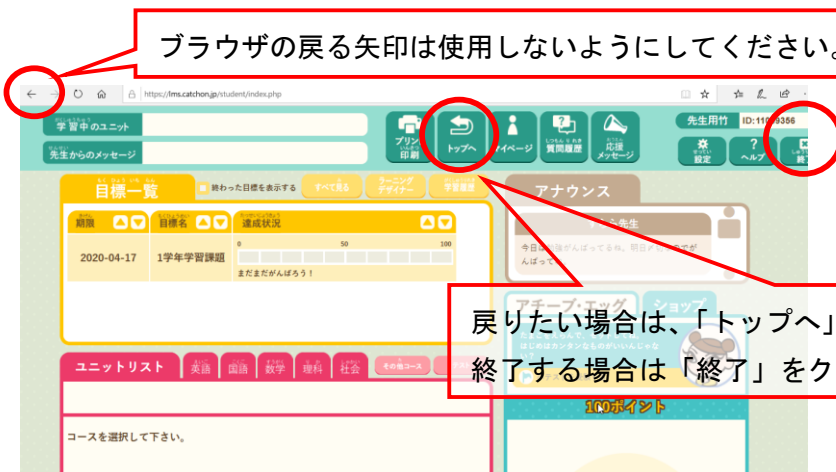 ブラウザの戻る矢印は使用しないようにしてください。
https://lms.catchon.jp/student/index.php
学習中のユニット
先生からのメッセージ
プリント
印刷
トップへ
マイページ
質問履歴
応援
メッセージ
先生用竹
設定
ヘルプ
目標一覧
終わった目標を表示する
すべて見る
ラーニング
デザイナー
学習履歴
期限
目標名
達成状況
2020-04-17
1学年学習課題
0 50 100
まだまだがんばろう！
アナウンス
戻りたい場合は、「トップへ」
終了する場合は「終了」をク
アチーブ・エッグ
ショップ
ユニットリスト
英語
国語
数学
理科
社会
その他コース
100ポイント
コースを選択して下さい。